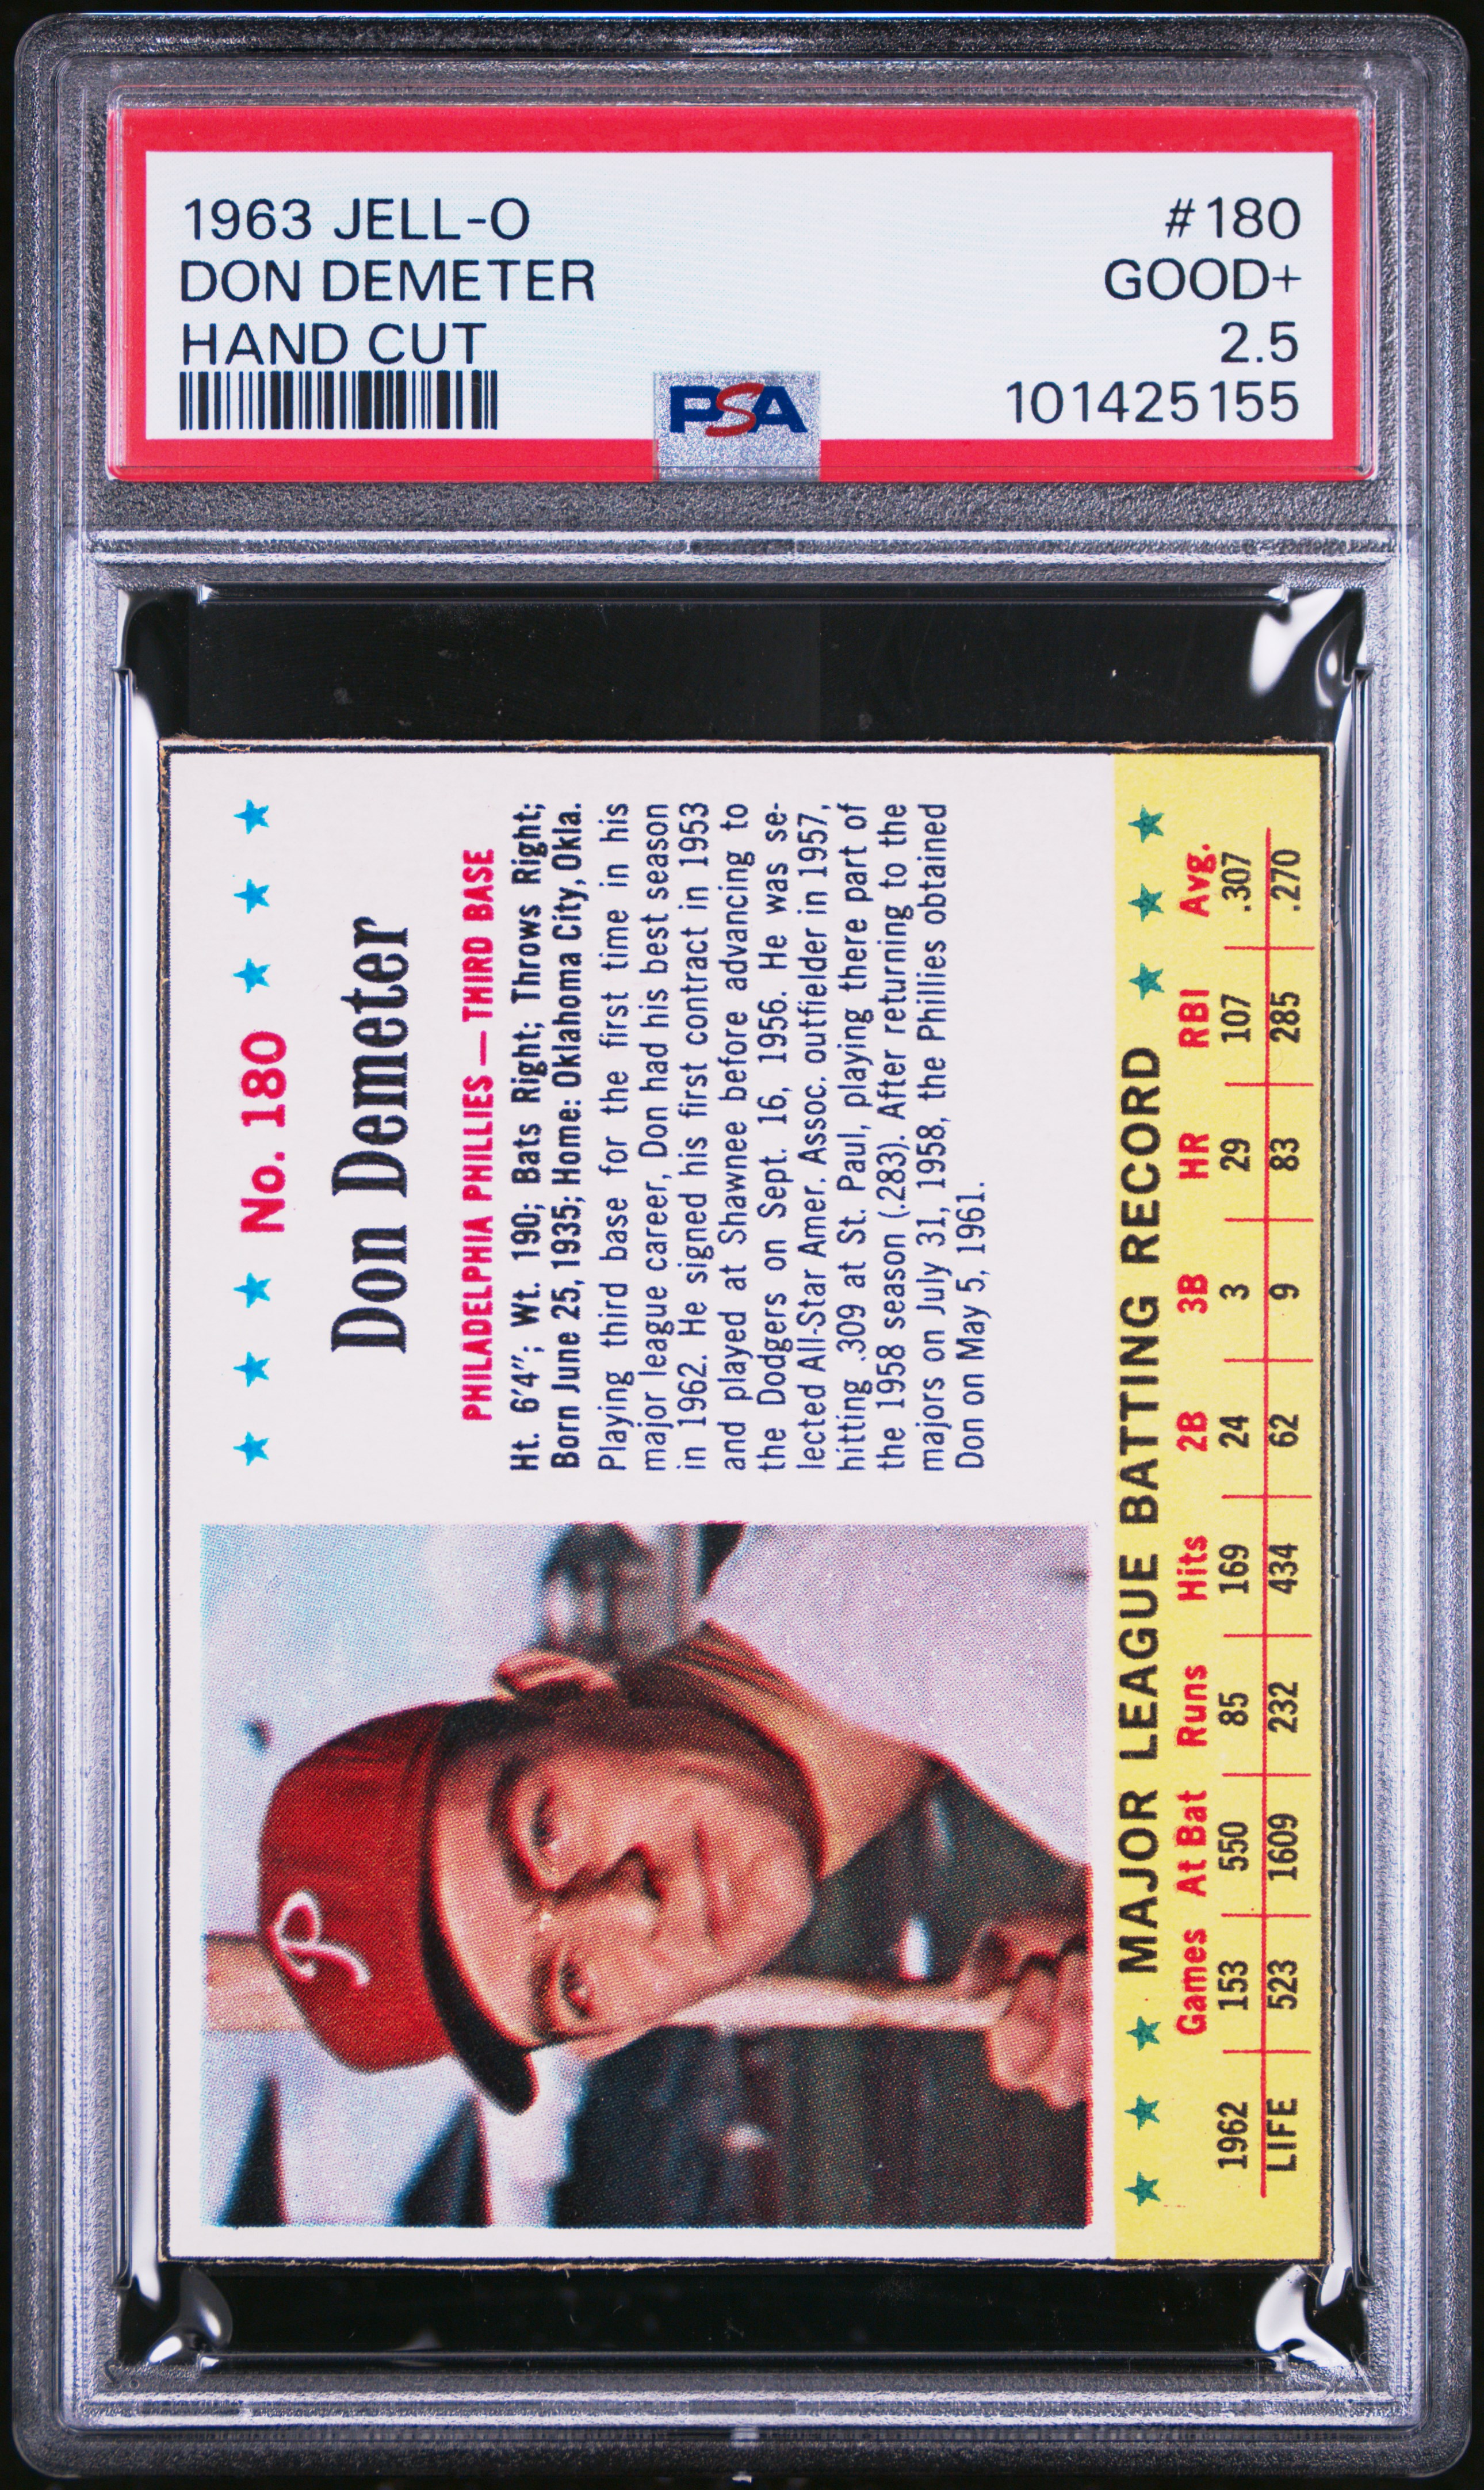 1963 JELL-O #180
DON DEMETER GOOD+
HAND CUT 2.5
PSA 101425155
★ ★ ★ No. 180 ★ ★ ★
Don Demeter
PHILADELPHIA PHILLIES — THIRD BASE
Ht. 6'4"; Wt. 190; Bats Right; Throws Right;
Born June 25, 1935; Home: Oklahoma City, Okla.
Playing third base for the first time in his
major league career, Don had his best season
in 1962. He signed his first contract in 1953
and played at Shawnee before advancing to
the Dodgers on Sept. 16, 1956. He was se-
lected All-Star Amer. Assoc. outfielder in 1957,
hitting .309 at St. Paul, playing there part of
the 1958 season (.283). After returning to the
majors on July 31, 1958, the Phillies obtained
Don on May 5, 1961.
P
★ ★ ★ MAJOR LEAGUE BATTING RECORD ★ ★ ★
Games At Bat Runs Hits 2B 3B HR RBI Avg.
1962 153 550 85 169 24 3 29 107 .307
LIFE 523 1609 232 434 62 9 83 285 .270